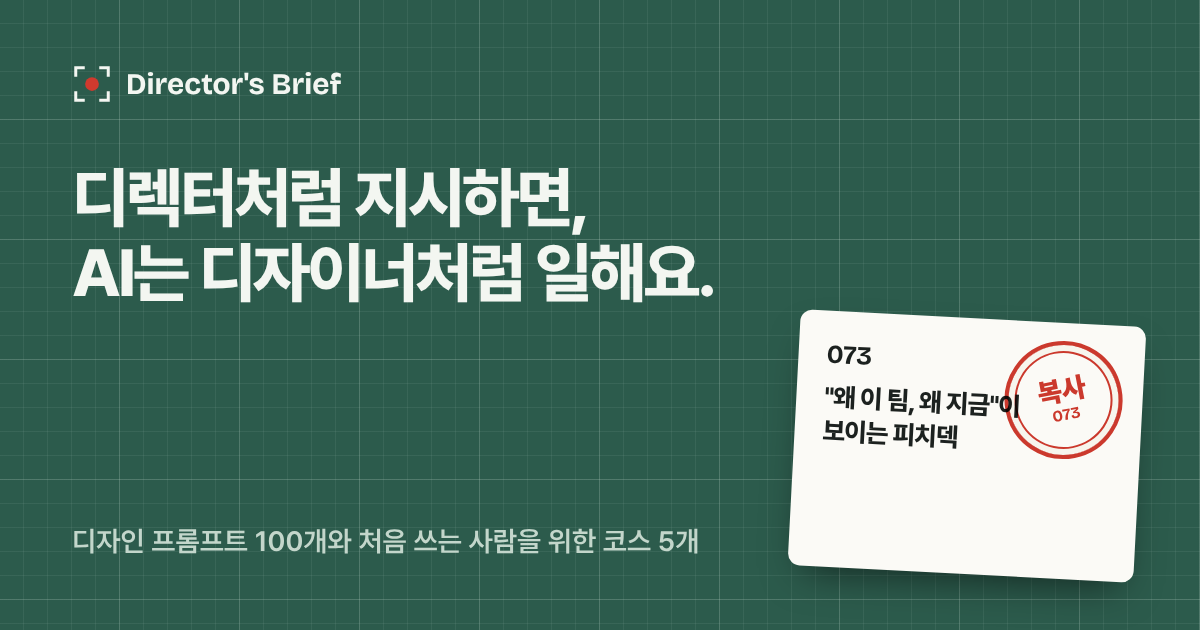 Director's Brief
디렉터처럼 지시하면,
AI는 디자이너처럼 일해요.
073
"왜 이 팀, 왜 지금"이
보이는 피치덱
복사
073
디자인 프롬프트 100개와 처음 쓰는 사람을 위한 코스 5개